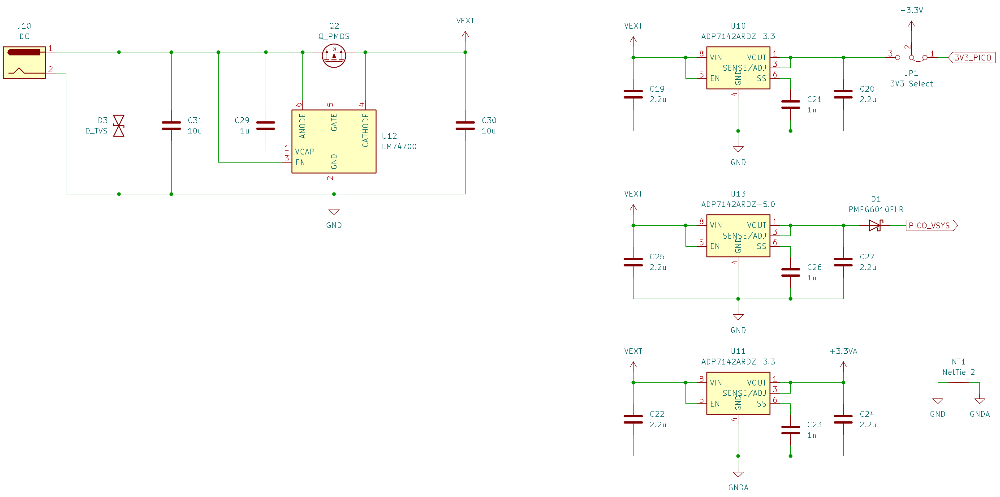 J10
DC
1
2
D3
D_TVS
C31
10u
C29
1u
Q2
Q_PMOS
6
5
4
ANODE
GATE
CATHODE
1
VCAP
3
EN
GND
2
U12
LM74700
GND
VEXT
C30
10u
VEXT
U10
ADP7142ARDZ-3.3
8
VIN
VOUT
1
SENSE/ADJ
3
5
EN
GND
SS
6
4
C19
2.2u
C21
1n
C20
2.2u
GND
+3.3V
3
2
1
JP1
3V3 Select
3V3_PICO
VEXT
U13
ADP7142ARDZ-5.0
8
VIN
VOUT
1
SENSE/ADJ
3
5
EN
GND
SS
6
4
C25
2.2u
C26
1n
C27
2.2u
GND
D1
PMEG6010ELR
PICO_VSYS
VEXT
U11
ADP7142ARDZ-3.3
+3.3VA
8
VIN
VOUT
1
SENSE/ADJ
3
5
EN
GND
SS
6
4
C22
2.2u
C23
1n
C24
2.2u
GNDA
NT1
NetTie_2
GND
GNDA